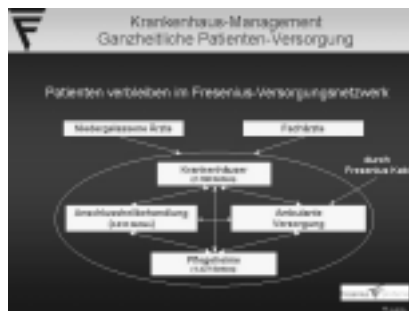 Krankenhaus-Management
Ganzheitliche Patienten-Versorgung
Patienten verbleiben im Fresenius-Versorgungsnetzwerk
Niedergelassene Ärzte
Fachärzte
durch
Fresenius Kabi
Krankenhäuser
Anschlussheilbehandlung
Ambulante
Versorgung
Pflegeheime